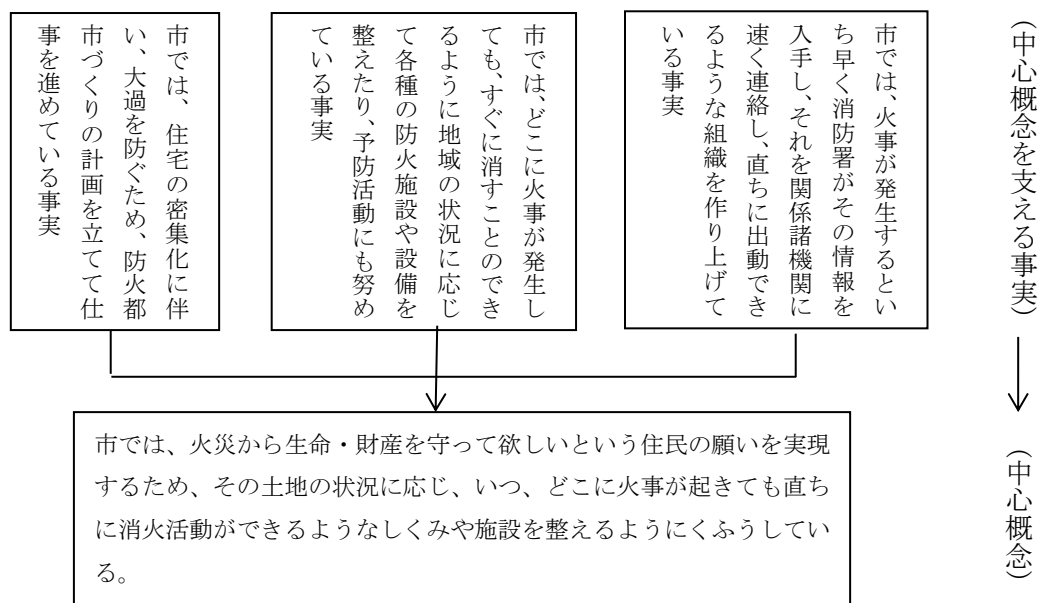 (中心概念を支える事実)
(中心概念)
市では、火事が発生するとい
ち早く消防署がその情報を
入手し、それを関係諸機関に
速く連絡し、直ちに出動でき
るような組織を作り上げて
いる事実
市では、どこに火事が発生し
ても、すぐに消すことのでき
るように地域の状況に応じ
て各種の防火施設や設備を
整えたり、予防活動にも努め
ている事実
市では、住宅の密集化に伴
い、大過を防ぐため、防火都
市づくりの計画を立てて仕
事を進めている事実
市では、火災から生命・財産を守って欲しいという住民の願いを実現
するため、その土地の状況に応じ、いつ、どこに火事が起きても直ち
に消火活動ができるようなしくみや施設を整えるようにくふうしてい
る。